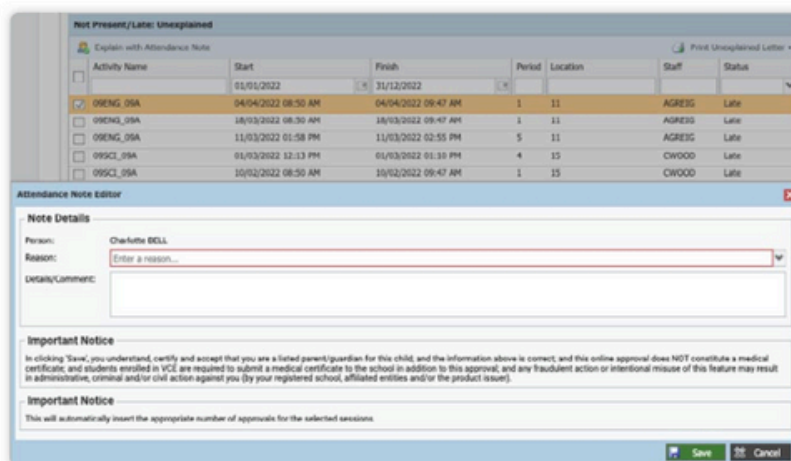 Not Present/Late: Unexplained
Explain with Attendance Note Print Unexplained Letter
Activity Name Start Finish Period Location Staff Status
01/01/2022 31/12/2022
09ENG_09A 04/04/2022 08:50 AM 04/04/2022 09:47 AM 1 11 AGREIG Late
09ENG_09A 18/03/2022 08:50 AM 18/03/2022 09:47 AM 1 11 AGREIG Late
09ENG_09A 11/03/2022 01:58 PM 11/03/2022 02:55 PM 5 11 AGREIG Late
09SCI_09A 01/03/2022 12:13 PM 01/03/2022 01:10 PM 4 15 CWOOD Late
09SCI_09A 10/02/2022 08:50 AM 10/02/2022 09:47 AM 1 15 CWOOD Late
Attendance Note Editor
Note Details
Person: Charlotte BELL
Reason: Enter a reason...
Details/Comment:
Important Notice
In clicking 'Save', you understand, certify and accept that you are a listed parent/guardian for this child, and the information above is correct; and this online approval does NOT constitute a medical
certificate; and students enrolled in VCE are required to submit a medical certificate to the school in addition to this approval; and any fraudulent action or intentional misuse of this feature may result
in administrative, criminal and/or civil action against you (by your registered school, affiliated entities and/or the product issuer).
Important Notice
This will automatically insert the appropriate number of approvals for the selected sessions
Save Cancel